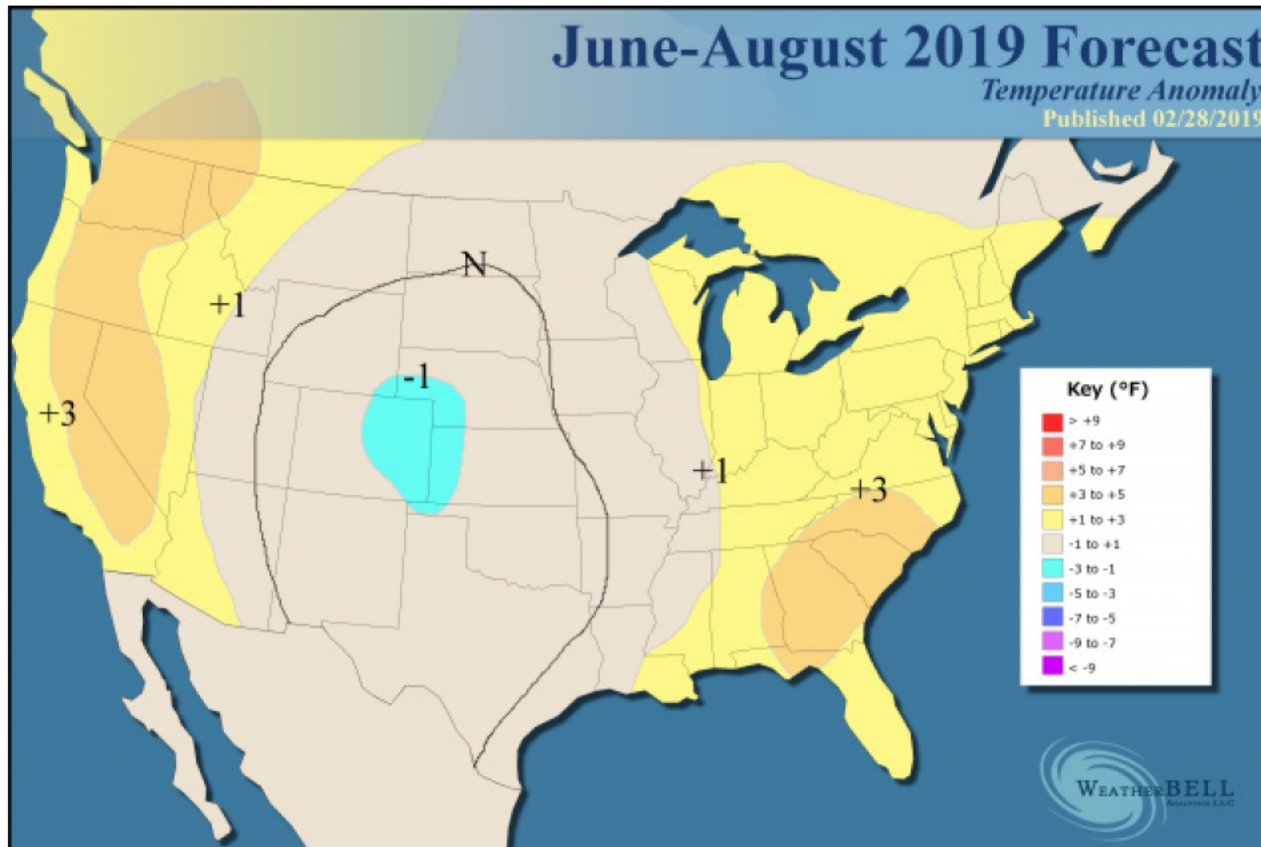 June-August 2019 Forecast
Temperature Anomaly
Published 02/28/2019
N
+1
-1
+3
+1
+3
Key (°F)
> +9
+7 to +9
+5 to +7
+3 to +5
+1 to +3
-1 to +1
-3 to -1
-5 to -3
-7 to -5
-9 to -7
< -9
WEATHERBELL
ANALYTICS LLC